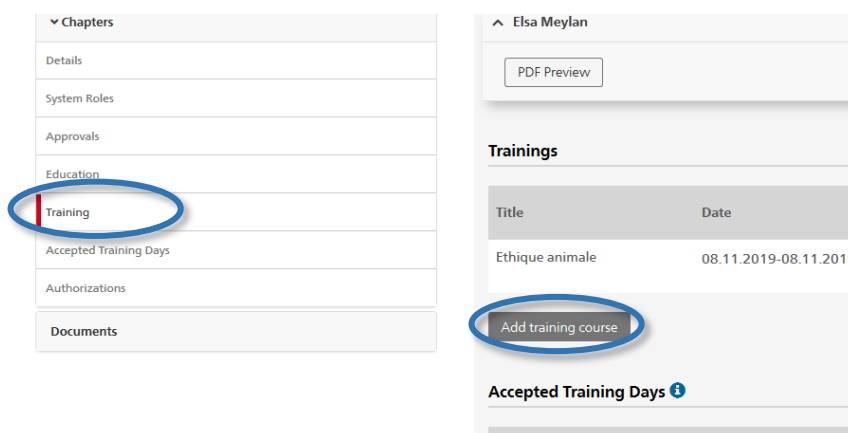 Chapters
Details
System Roles
Approvals
Education
Training
Accepted Training Days
Authorizations
Documents
Elsa Meylan
PDF Preview
Trainings
Title Date
Ethique animale 08.11.2019-08.11.201
Add training course
Accepted Training Days